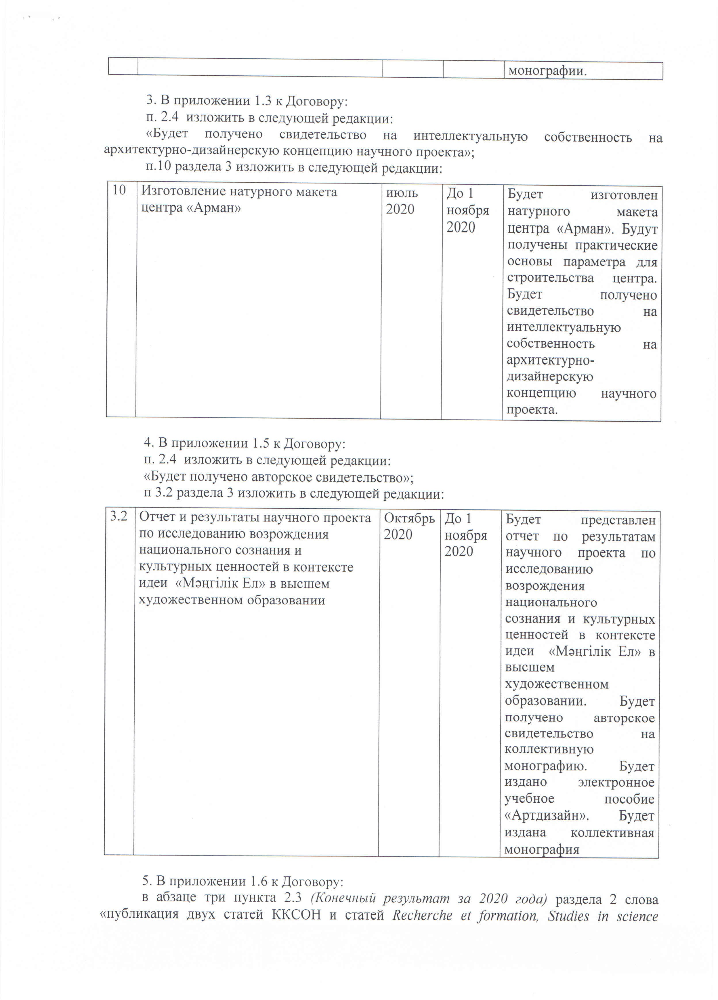 монографии.
3. В приложении 1.3 к Договору:
п. 2.4 изложить в следующей редакции:
«Будет получено свидетельство на интеллектуальную собственность на
архитектурно-дизайнерскую концепцию научного проекта»;
п.10 раздела 3 изложить в следующей редакции:
10
Изготовление натурного макета
центра «Арман»
июль
2020
До 1
ноября
2020
Будет изготовлен
натурного макета
центра «Арман». Будут
получены практические
основы параметра для
строительства центра.
Будет получено
свидетельство на
интеллектуальную
собственность на
архитектурно-
дизайнерскую
концепцию научного
проекта.
4. В приложении 1.5 к Договору:
п. 2.4 изложить в следующей редакции:
«Будет получено авторское свидетельство»;
п 3.2 раздела 3 изложить в следующей редакции:
3.2
Отчет и результаты научного проекта
по исследованию возрождения
национального сознания и
культурных ценностей в контексте
идеи «Мәңгілік Ел» в высшем
художественном образовании
Октябрь
2020
До 1
ноября
2020
Будет представлен
отчет по результатам
научного проекта по
исследованию
возрождения
национального
сознания и культурных
ценностей в контексте
идеи «Мәңгілік Ел» в
высшем
художественном
образовании. Будет
получено авторское
свидетельство на
коллективную
монографию. Будет
издано электронное
учебное пособие
«Артдизайн». Будет
издана коллективная
монография
5. В приложении 1.6 к Договору:
в абзаце три пункта 2.3 (Конечный результат за 2020 года) раздела 2 слова
«публикация двух статей ККСОН и статей Recherche et formation, Studies in science